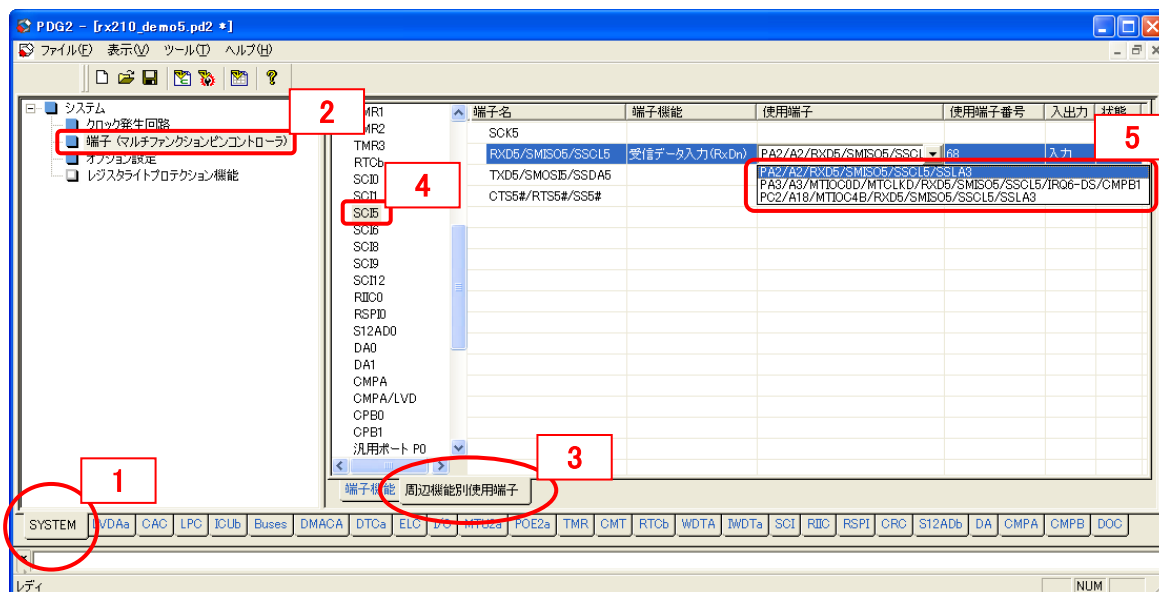 PDG2 - [rx210_demo5.pd2 *]
ファイル(F) 表示(V) ツール(T) ヘルプ(H)
システム
クロック発生回路
端子 (マルチファンクションピンコントローラ)
オプション設定
レジスタライトプロテクション機能
2
MR1
MR2
TMR3
RTCb
SCI0
SCI1
SCI5
SCI6
SCI8
SCI9
SCI12
RIIC0
RSPI0
S12AD0
DA0
DA1
CMPA
CMPA/LVD
CPB0
CPB1
汎用ポート P0
4
端子名 端子機能 使用端子 使用端子番号 入出力 状態
SCK5
RXD5/SMISO5/SSCL5 受信データ入力(RxDn) PA2/A2/RXD5/SMISO5/SSCL 68 入力
TXD5/SMOSI5/SSDA5
CTS5#/RTS5#/SS5#
5
PA2/A2/RXD5/SMISO5/SSCL5/SSLA3
PA3/A3/MTIOC0D/MTCLKD/RXD5/SMISO5/SSCL5/IRQ6-DS/CMPB1
PC2/A18/MTIOC4B/RXD5/SMISO5/SSCL5/SSLA3
3
端子機能 周辺機能別使用端子
1
SYSTEM LVDAa CAC LPC ICUb Buses DMACA DTCa ELC I/O MTU2a POE2a TMR CMT RTCb WDTA IWDTa SCI RIIC RSPI CRC S12ADb DA CMPA CMPB DOC
レディ
NUM